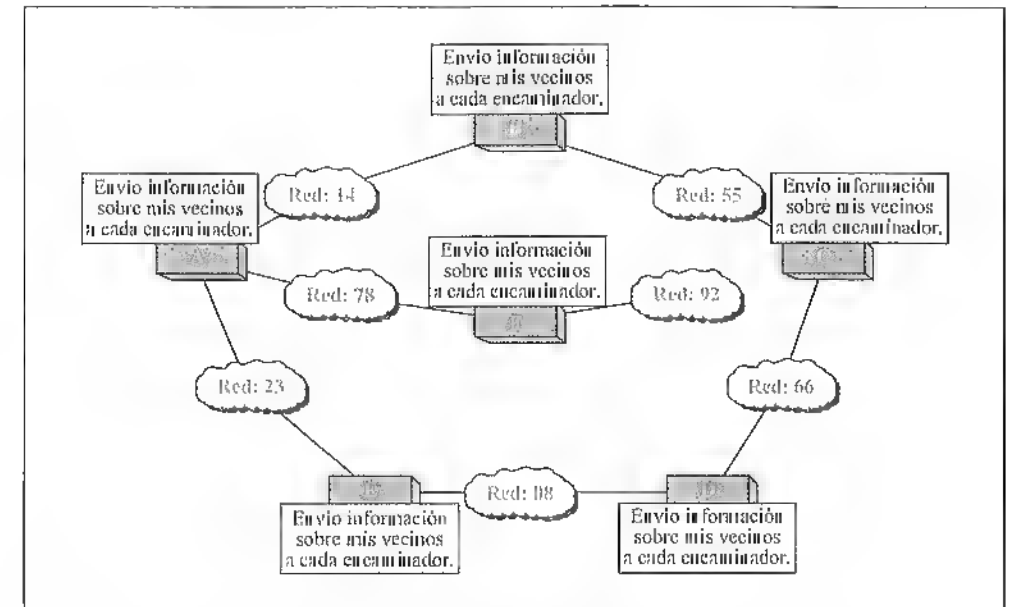 Envio información
sobre mis vecinos
a cada encaminador.
Red: 14
Red: 55
Envio información
sobre mis vecinos
a cada encaminador.
Envio información
sobre mis vecinos
a cada encaminador.
Envio información
sobre mis vecinos
a cada encaminador.
Red: 78
Red: 92
Red: 23
Red: 66
Red: 08
Envio información
sobre mis vecinos
a cada encaminador.
Envio información
sobre mis vecinos
a cada encaminador.